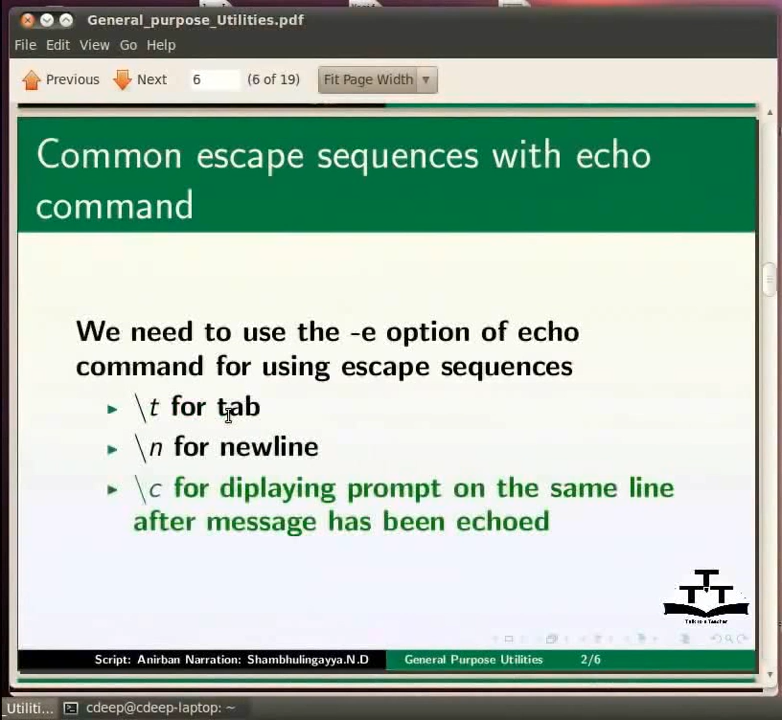 General_purpose_Utilities.pdf
File Edit View Go Help
Previous Next 6 (6 of 19) Fit Page Width
Common escape sequences with echo
command
We need to use the -e option of echo
command for using escape sequences
\t for tab
\n for newline
\c for diplaying prompt on the same line
after message has been echoed
Script: Anirban Narration: Shambhulingayya.N.D General Purpose Utilities 2/6
Utiliti... cdeep@cdeep-laptop: ~